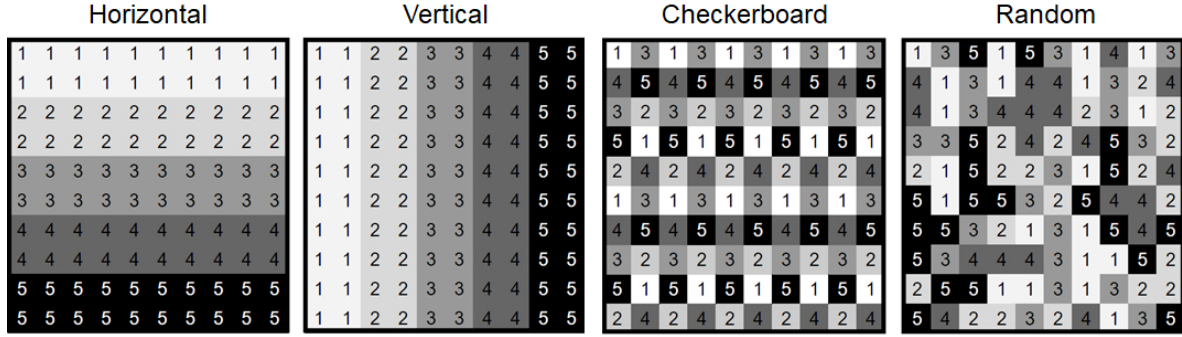 Horizontal Vertical Checkerboard Random
1 1 1 1 1 1 1 1 1 1 1 1 2 2 3 3 4 4 5 5 1 3 1 3 1 3 1 3 1 3 1 3 5 1 5 3 1 4 1 3
1 1 1 1 1 1 1 1 1 1 1 1 2 2 3 3 4 4 5 5 4 5 4 5 4 5 4 5 4 5 4 1 3 1 4 4 1 3 2 4
2 2 2 2 2 2 2 2 2 2 1 1 2 2 3 3 4 4 5 5 3 2 3 2 3 2 3 2 3 2 4 1 3 4 4 4 2 3 1 2
2 2 2 2 2 2 2 2 2 2 1 1 2 2 3 3 4 4 5 5 5 1 5 1 5 1 5 1 5 1 3 3 5 2 4 2 4 5 3 2
3 3 3 3 3 3 3 3 3 3 1 1 2 2 3 3 4 4 5 5 2 4 2 4 2 4 2 4 2 4 2 1 5 2 2 3 1 5 2 4
3 3 3 3 3 3 3 3 3 3 1 1 2 2 3 3 4 4 5 5 1 3 1 3 1 3 1 3 1 3 5 1 5 5 3 2 5 4 4 2
4 4 4 4 4 4 4 4 4 4 1 1 2 2 3 3 4 4 5 5 4 5 4 5 4 5 4 5 4 5 5 5 3 2 1 3 1 5 4 5
4 4 4 4 4 4 4 4 4 4 1 1 2 2 3 3 4 4 5 5 3 2 3 2 3 2 3 2 3 2 5 3 4 4 4 3 1 1 5 2
5 5 5 5 5 5 5 5 5 5 1 1 2 2 3 3 4 4 5 5 5 1 5 1 5 1 5 1 5 1 2 5 5 1 1 3 1 3 2 2
5 5 5 5 5 5 5 5 5 5 1 1 2 2 3 3 4 4 5 5 2 4 2 4 2 4 2 4 2 4 5 4 2 2 3 2 4 1 3 5